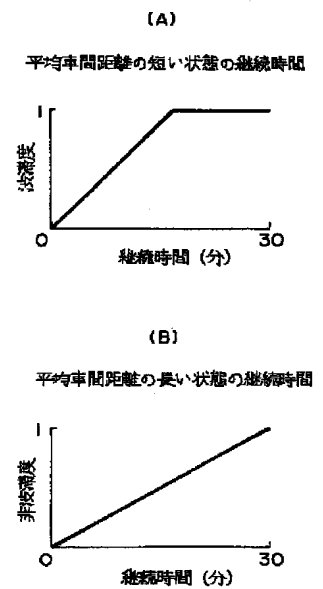 (A)
平均車間距離の短い状態の継続時間
1
渋滞度
0
30
継続時間 (分)
(B)
平均車間距離の長い状態の継続時間
1
非渋滞度
0
30
継続時間 (分)